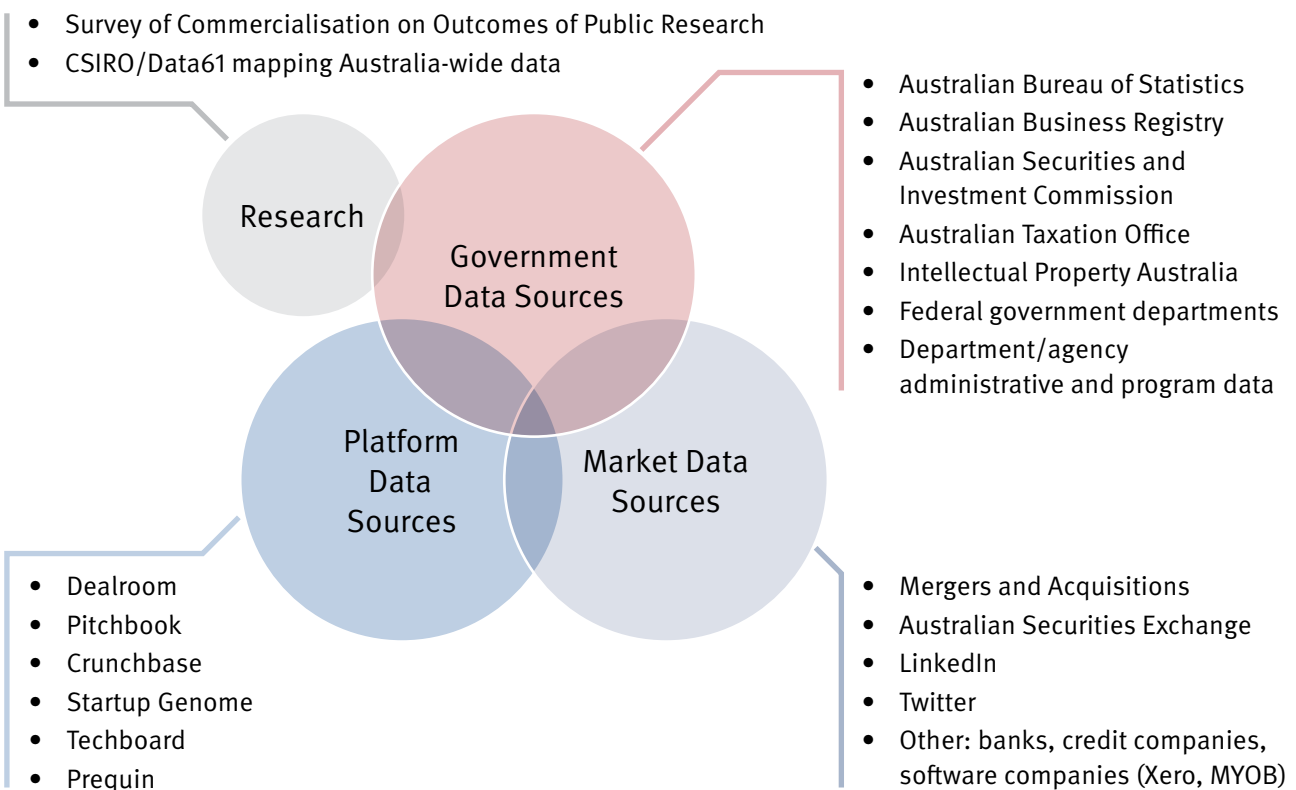 • Survey of Commercialisation on Outcomes of Public Research
• CSIRO/Data61 mapping Australia-wide data
Research
Government
Data Sources
• Australian Bureau of Statistics
• Australian Business Registry
• Australian Securities and
Investment Commission
• Australian Taxation Office
• Intellectual Property Australia
• Federal government departments
• Department/agency
administrative and program data
Platform
Data
Sources
Market Data
Sources
• Dealroom
• Pitchbook
• Crunchbase
• Startup Genome
• Techboard
• Prequin
• Mergers and Acquisitions
• Australian Securities Exchange
• LinkedIn
• Twitter
• Other: banks, credit companies,
software companies (Xero, MYOB)